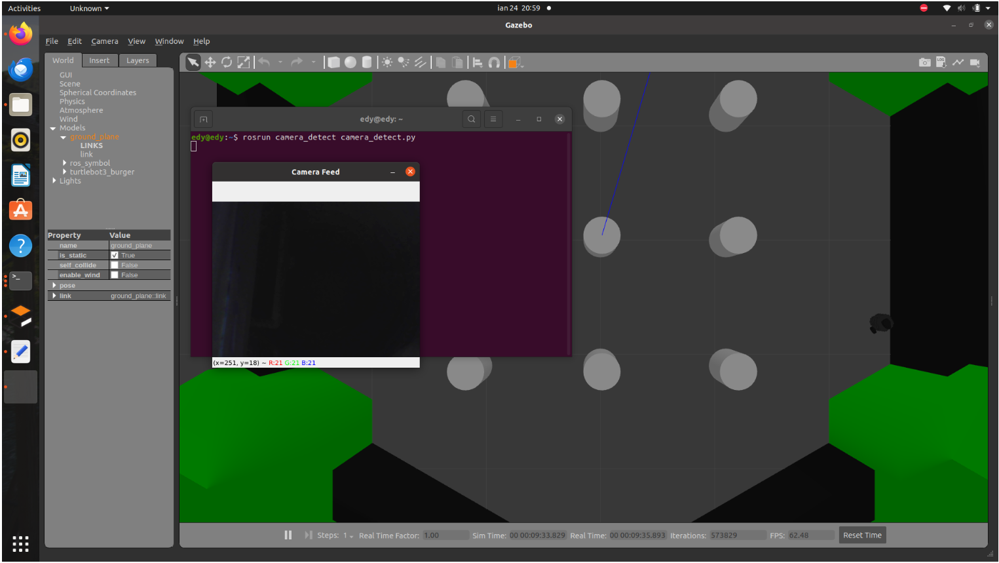 Activities Unknown ian 24 20:59
Gazebo
File Edit Camera View Window Help
World Insert Layers
GUI
Scene
Spherical Coordinates
Physics
Atmosphere
Wind
Models
ground_plane
LINKS
link
ros_symbol
turtlebot3_burger
Lights
Property Value
name ground_plane
is_static True
self_collide False
enable_wind False
pose
link ground_plane::link
LOG
edy@edy: ~
edy@edy:~$ rosrun camera_detect camera_detect.py
Camera Feed
(x=251, y=18) ~ R:21 G:21 B:21
Steps: 1 Real Time Factor: 1.00 Sim Time: 00 00:09:33.829 Real Time: 00 00:09:35.893 Iterations: 573829 FPS: 62.48 Reset Time